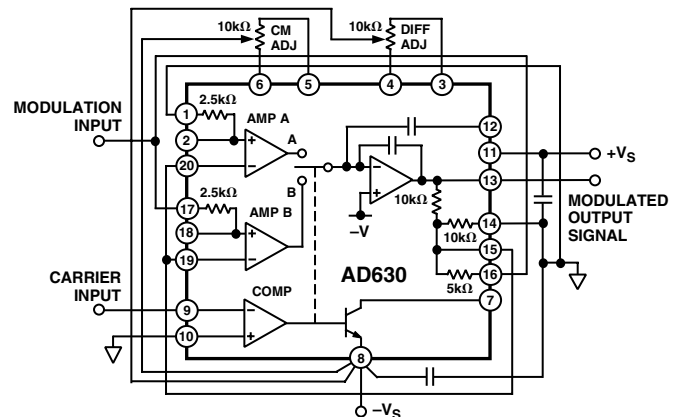 10kΩ
CM
ADJ
10kΩ
DIFF
ADJ
6
5
4
3
MODULATION
INPUT
1
2.5kΩ
AMP A
2
A
20
12
11
+VS
13
MODULATED
OUTPUT
SIGNAL
B
2.5kΩ
17
AMP B
18
19
–V
10kΩ
14
10kΩ
15
16
5kΩ
AD630
7
CARRIER
INPUT
9
COMP
10
8
–VS